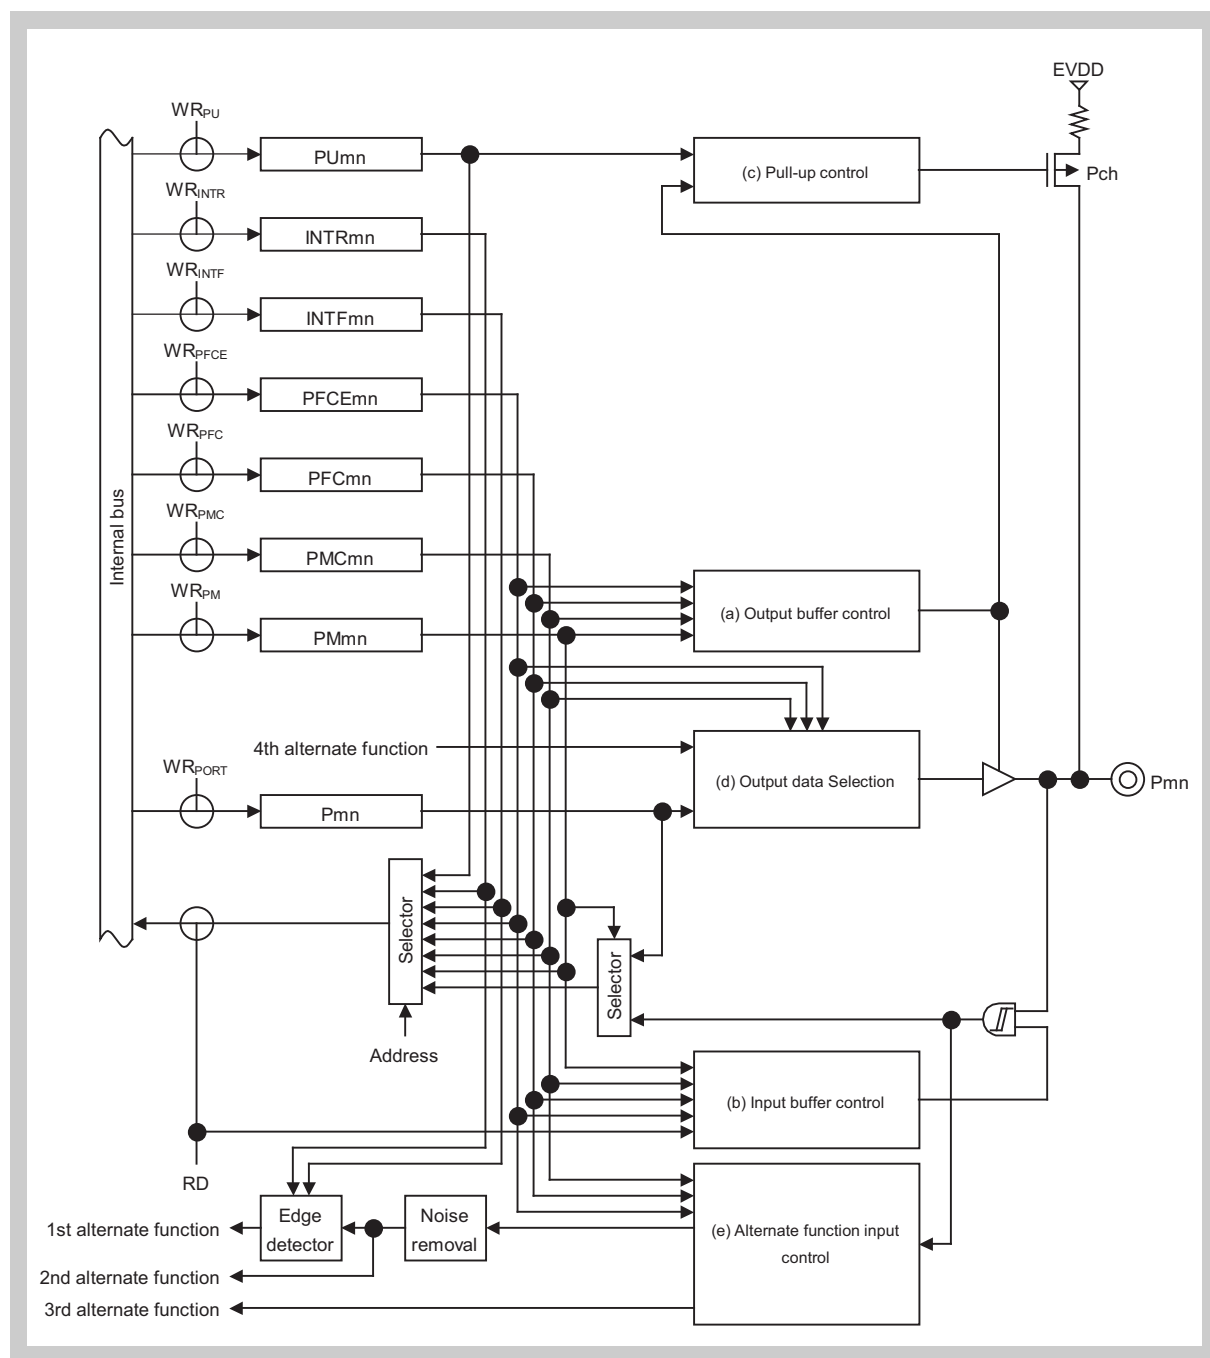 EVDD
WRPU
PUmn
(c) Pull-up control
Pch
WRINTR
INTRmn
WRINTF
INTFmn
WRPFCE
PFCEmn
WRPFC
PFCmn
Internal bus
WRPMC
PMCmn
WRPM
PMmn
(a) Output buffer control
4th alternate function
(d) Output data Selection
Pmn
WRPORT
Pmn
Selector
Selector
Address
(b) Input buffer control
RD
1st alternate function
Edge
detector
Noise
removal
(e) Alternate function input
control
2nd alternate function
3rd alternate function